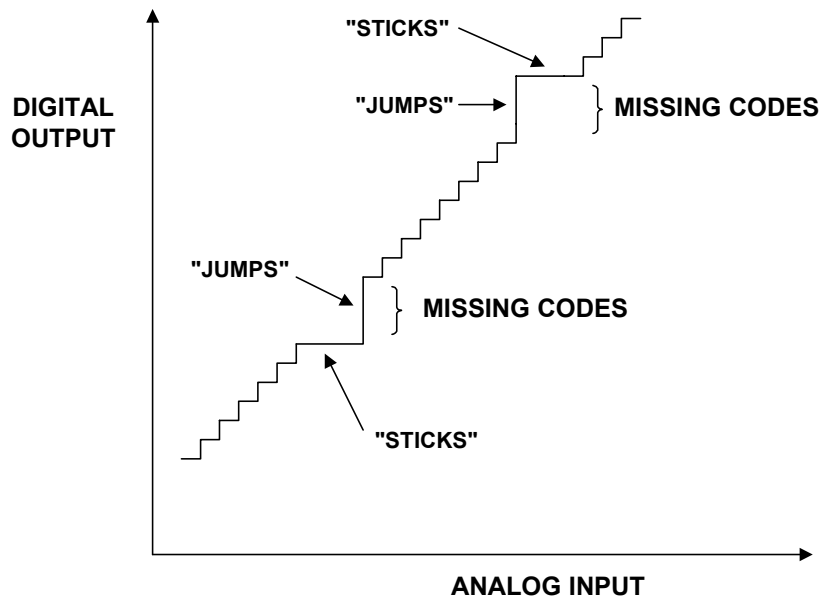 "STICKS"
DIGITAL
OUTPUT
"JUMPS"
MISSING CODES
"JUMPS"
MISSING CODES
"STICKS"
ANALOG INPUT